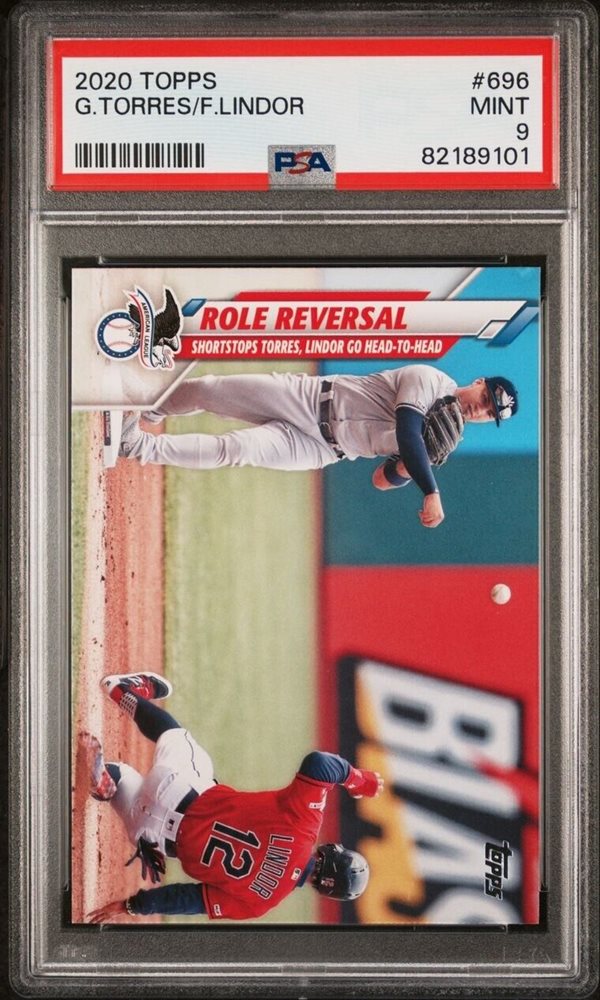 2020 TOPPS #696
G.TORRES/F.LINDOR MINT
9
PSA 82189101
AMERICAN LEAGUE
ROLE REVERSAL
SHORTSTOPS TORRES, LINDOR GO HEAD-TO-HEAD
LINDOR
12
Topps